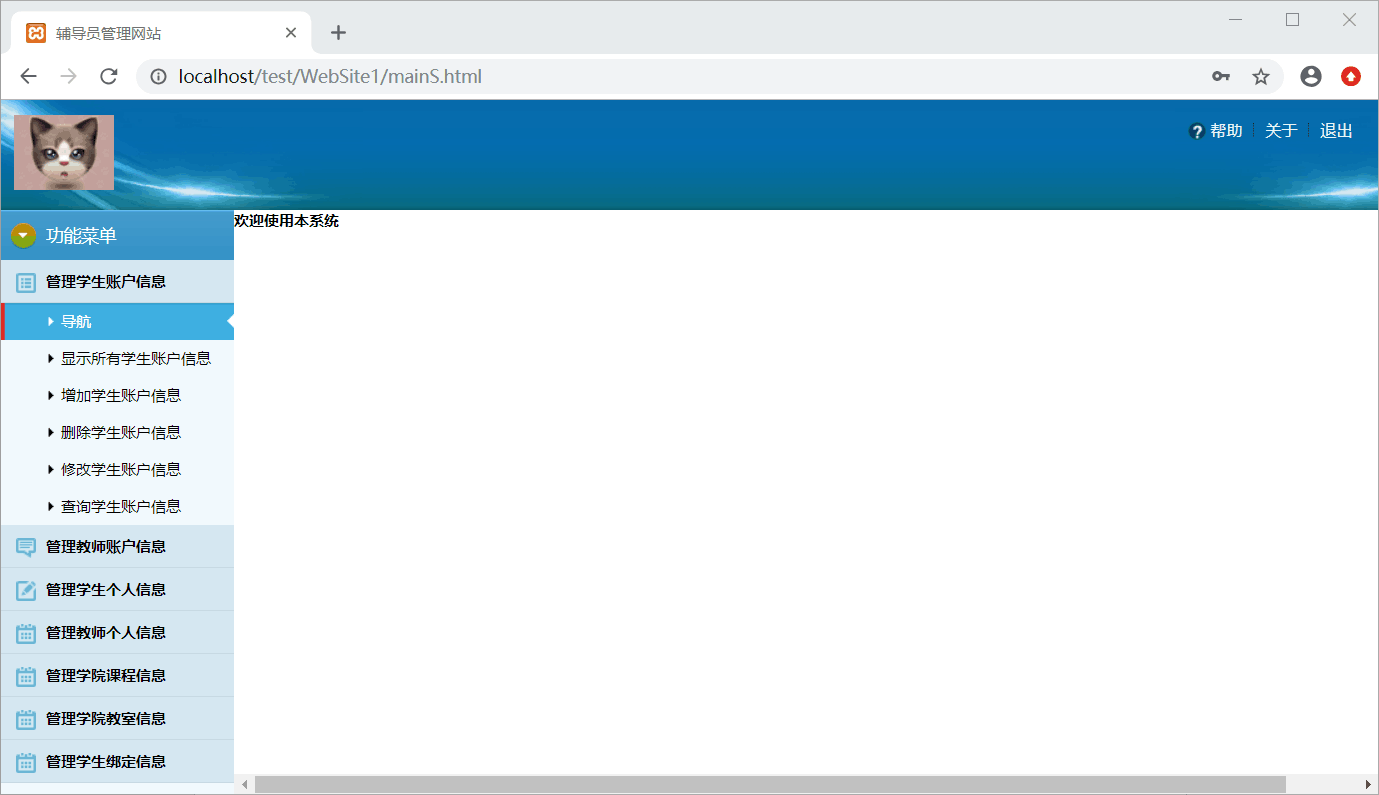 辅导员管理网站
localhost/test/WebSite1/mainS.html
帮助 关于 退出
功能菜单
欢迎使用本系统
管理学生账户信息
导航
显示所有学生账户信息
增加学生账户信息
删除学生账户信息
修改学生账户信息
查询学生账户信息
管理教师账户信息
管理学生个人信息
管理教师个人信息
管理学院课程信息
管理学院教室信息
管理学生绑定信息